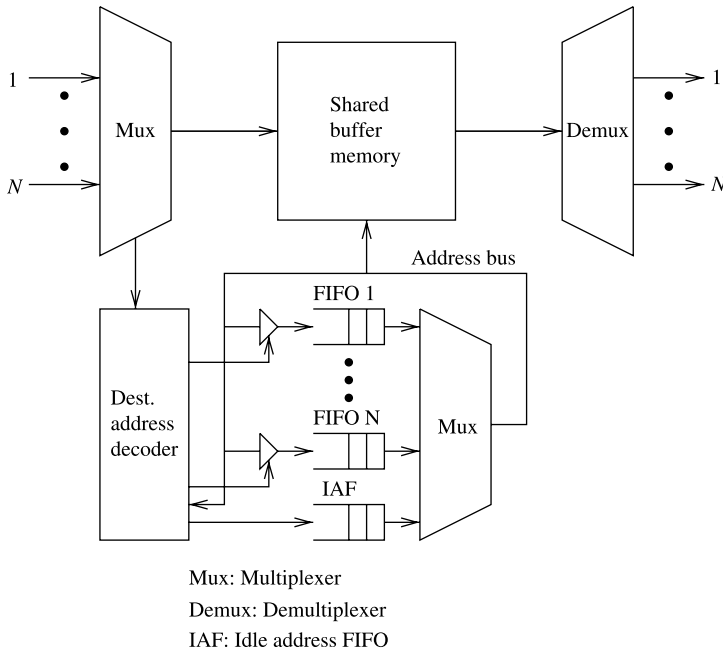 1
N
Mux
Shared
buffer
memory
Demux
1
N
Address bus
FIFO 1
Dest.
address
decoder
FIFO N
IAF
Mux
Mux: Multiplexer
Demux: Demultiplexer
IAF: Idle address FIFO